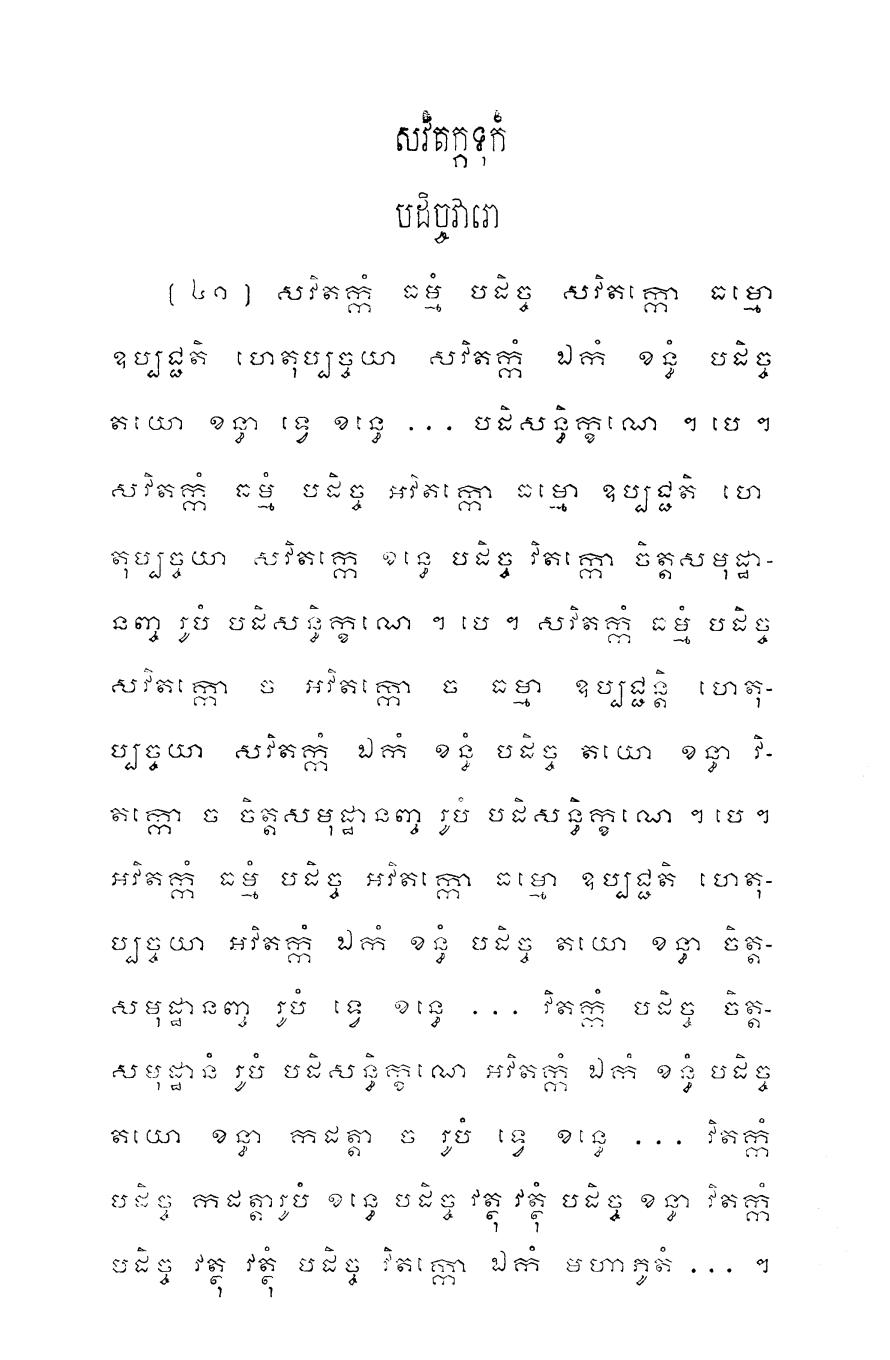 សវិតក្កទុកំ
បដិច្ចវារោ
[៤១] សវិតក្កំ ធម្មំ បដិច្ច សវិតក្កោ ធម្មោ
ឧប្បជ្ជតិ ហេតុប្បច្ចយា សវិតក្កំ ឯកំ ខន្ធំ បដិច្ច
តយោ ខន្ធា ទ្វេ ខន្ធេ ... បដិសន្ធិក្ខណេ ។ បេ ។
សវិតក្កំ ធម្មំ បដិច្ច អវិតក្កោ ធម្មោ ឧប្បជ្ជតិ ហេ
តុប្បច្ចយា សវិតក្កេ ខន្ធេ បដិច្ច វិតក្កោ ចិត្តសមុដ្ឋា-
នញ្ច រូបំ បដិសន្ធិក្ខណេ ។ បេ ។ សវិតក្កំ ធម្មំ បដិច្ច
សវិតក្កោ ច អវិតក្កោ ច ធម្មា ឧប្បជ្ជន្តិ ហេតុ-
ប្បច្ចយា សវិតក្កំ ឯកំ ខន្ធំ បដិច្ច តយោ ខន្ធា វិ-
តក្កោ ច ចិត្តសមុដ្ឋានញ្ច រូបំ បដិសន្ធិក្ខណេ ។ បេ ។
អវិតក្កំ ធម្មំ បដិច្ច អវិតក្កោ ធម្មោ ឧប្បជ្ជតិ ហេតុ-
ប្បច្ចយា អវិតក្កំ ឯកំ ខន្ធំ បដិច្ច តយោ ខន្ធា ចិត្ត-
សមុដ្ឋានញ្ច រូបំ ទ្វេ ខន្ធេ ... វិតក្កំ បដិច្ច ចិត្ត-
សមុដ្ឋានំ រូបំ បដិសន្ធិក្ខណេ អវិតក្កំ ឯកំ ខន្ធំ បដិច្ច
តយោ ខន្ធា កដត្តា ច រូបំ ទ្វេ ខន្ធេ ... វិតក្កំ
បដិច្ច កដត្តារូបំ ខន្ធេ បដិច្ច វត្ថុ វត្ថុំ បដិច្ច ខន្ធា វិតក្កំ
បដិច្ច វត្ថុ វត្ថុំ បដិច្ច វិតក្កោ ឯកំ មហាភូតំ ... ។